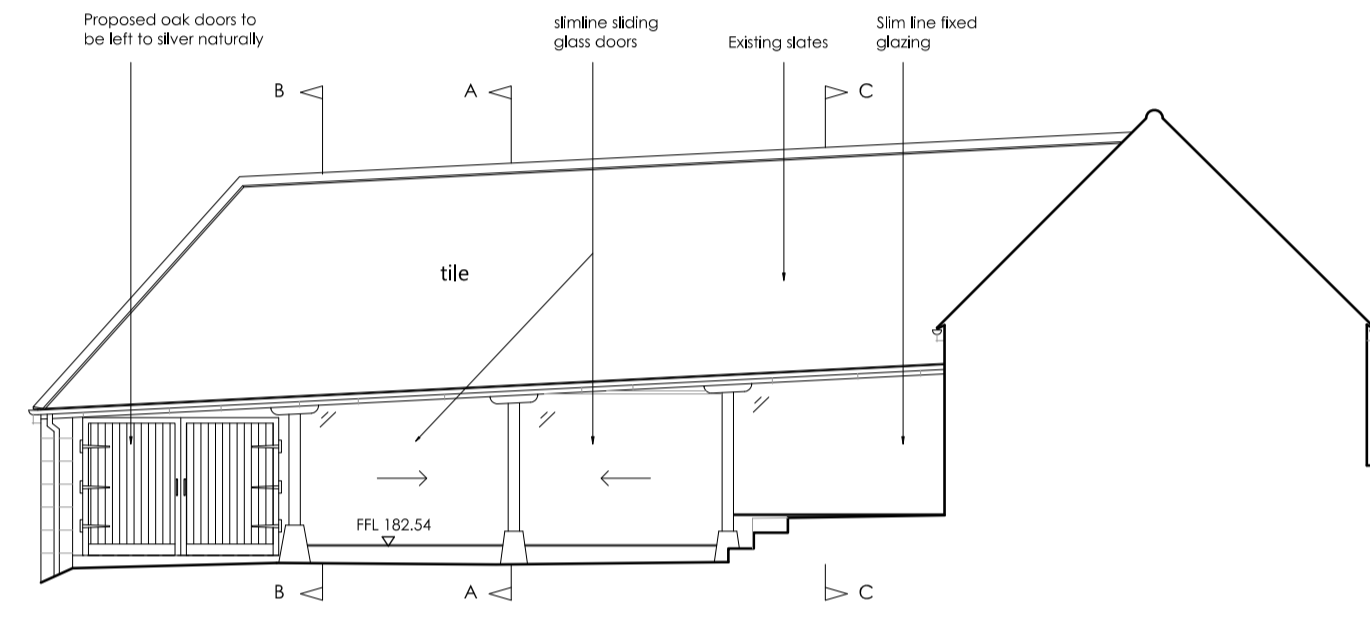 Proposed oak doors to
be left to silver naturally
slimline sliding
glass doors
Existing slates
Slim line fixed
glazing
B
A
C
tile
FFL 182.54
B
A
C